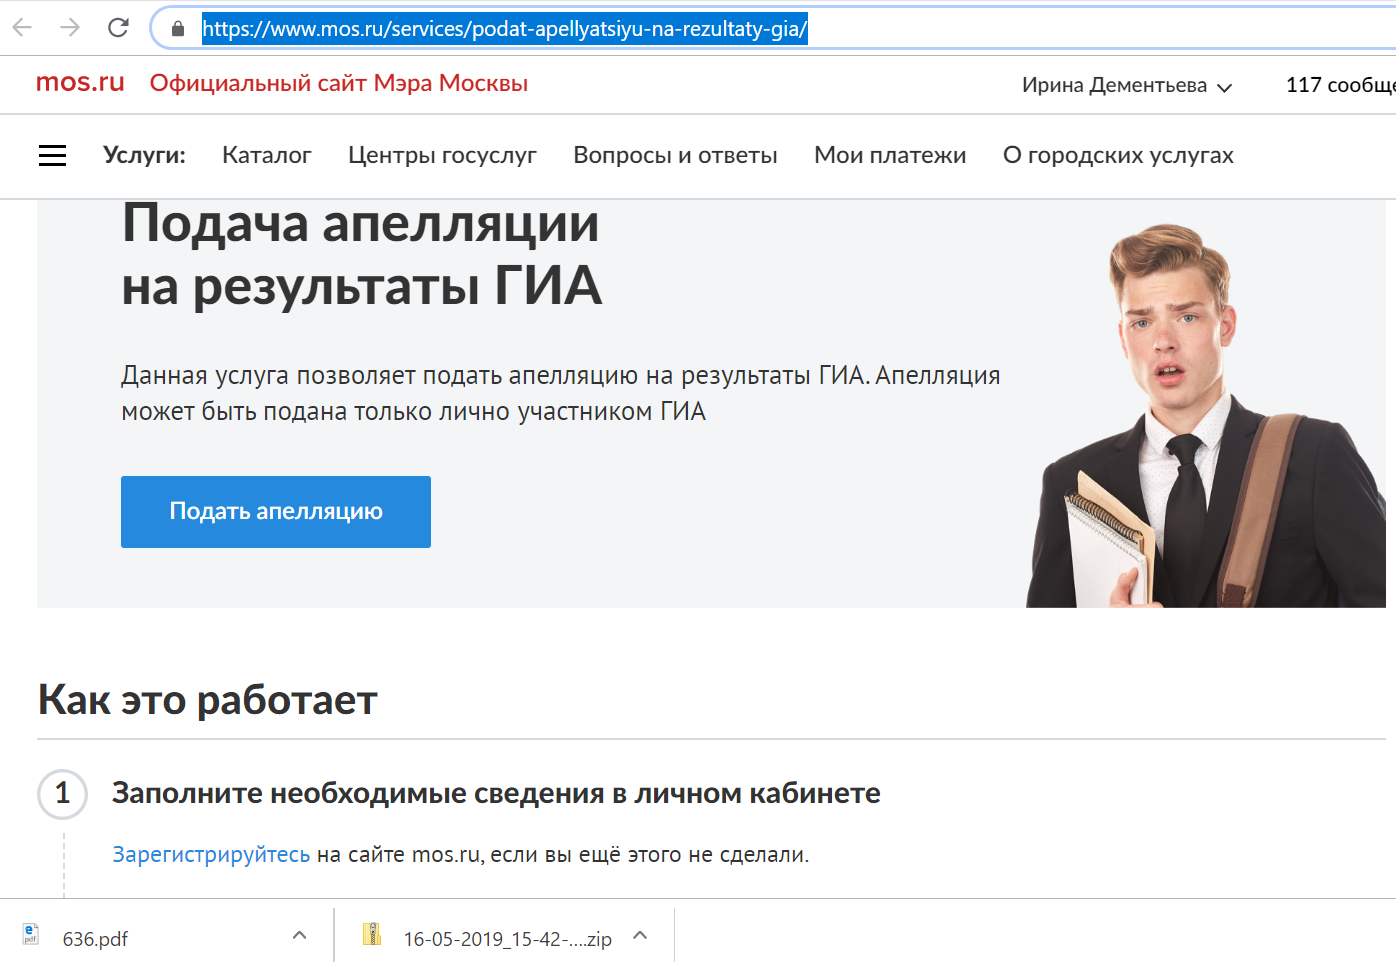 https://www.mos.ru/services/podat-apellyatsiyu-na-rezultaty-gia/
mos.ru Официальный сайт Мэра Москвы Ирина Дементьева 117 сообще
Услуги: Каталог Центры госуслуг Вопросы и ответы Мои платежи О городских услугах
Подача апелляции
на результаты ГИА
Данная услуга позволяет подать апелляцию на результаты ГИА. Апелляция
может быть подана только лично участником ГИА
Подать апелляцию
Как это работает
1 Заполните необходимые сведения в личном кабинете
Зарегистрируйтесь на сайте mos.ru, если вы ещё этого не сделали.
636.pdf 16-05-2019_15-42-....zip